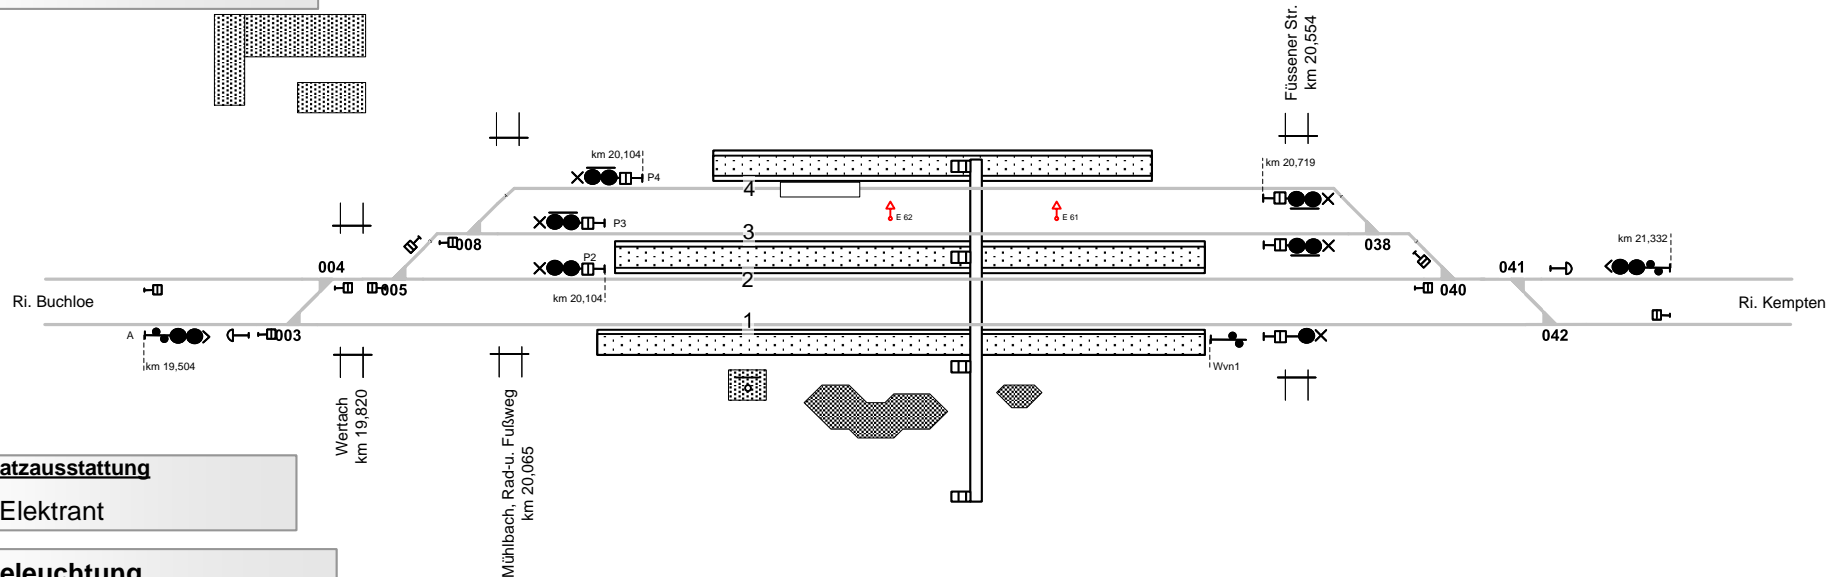 Füssener Str.
km 20,554
km 20,104
P4
km 20,719
4
E 62
E 61
P3
3
008
038
km 21,332
P2
004
041
2
005
km 20,104
040
Ri. Buchloe
Ri. Kempten
1
A
003
042
km 19,504
Wvn1
Wertach
km 19,820
Mühlbach, Rad-u. Fußweg
km 20,065
atzausstattung
Elektrant
eleuchtung